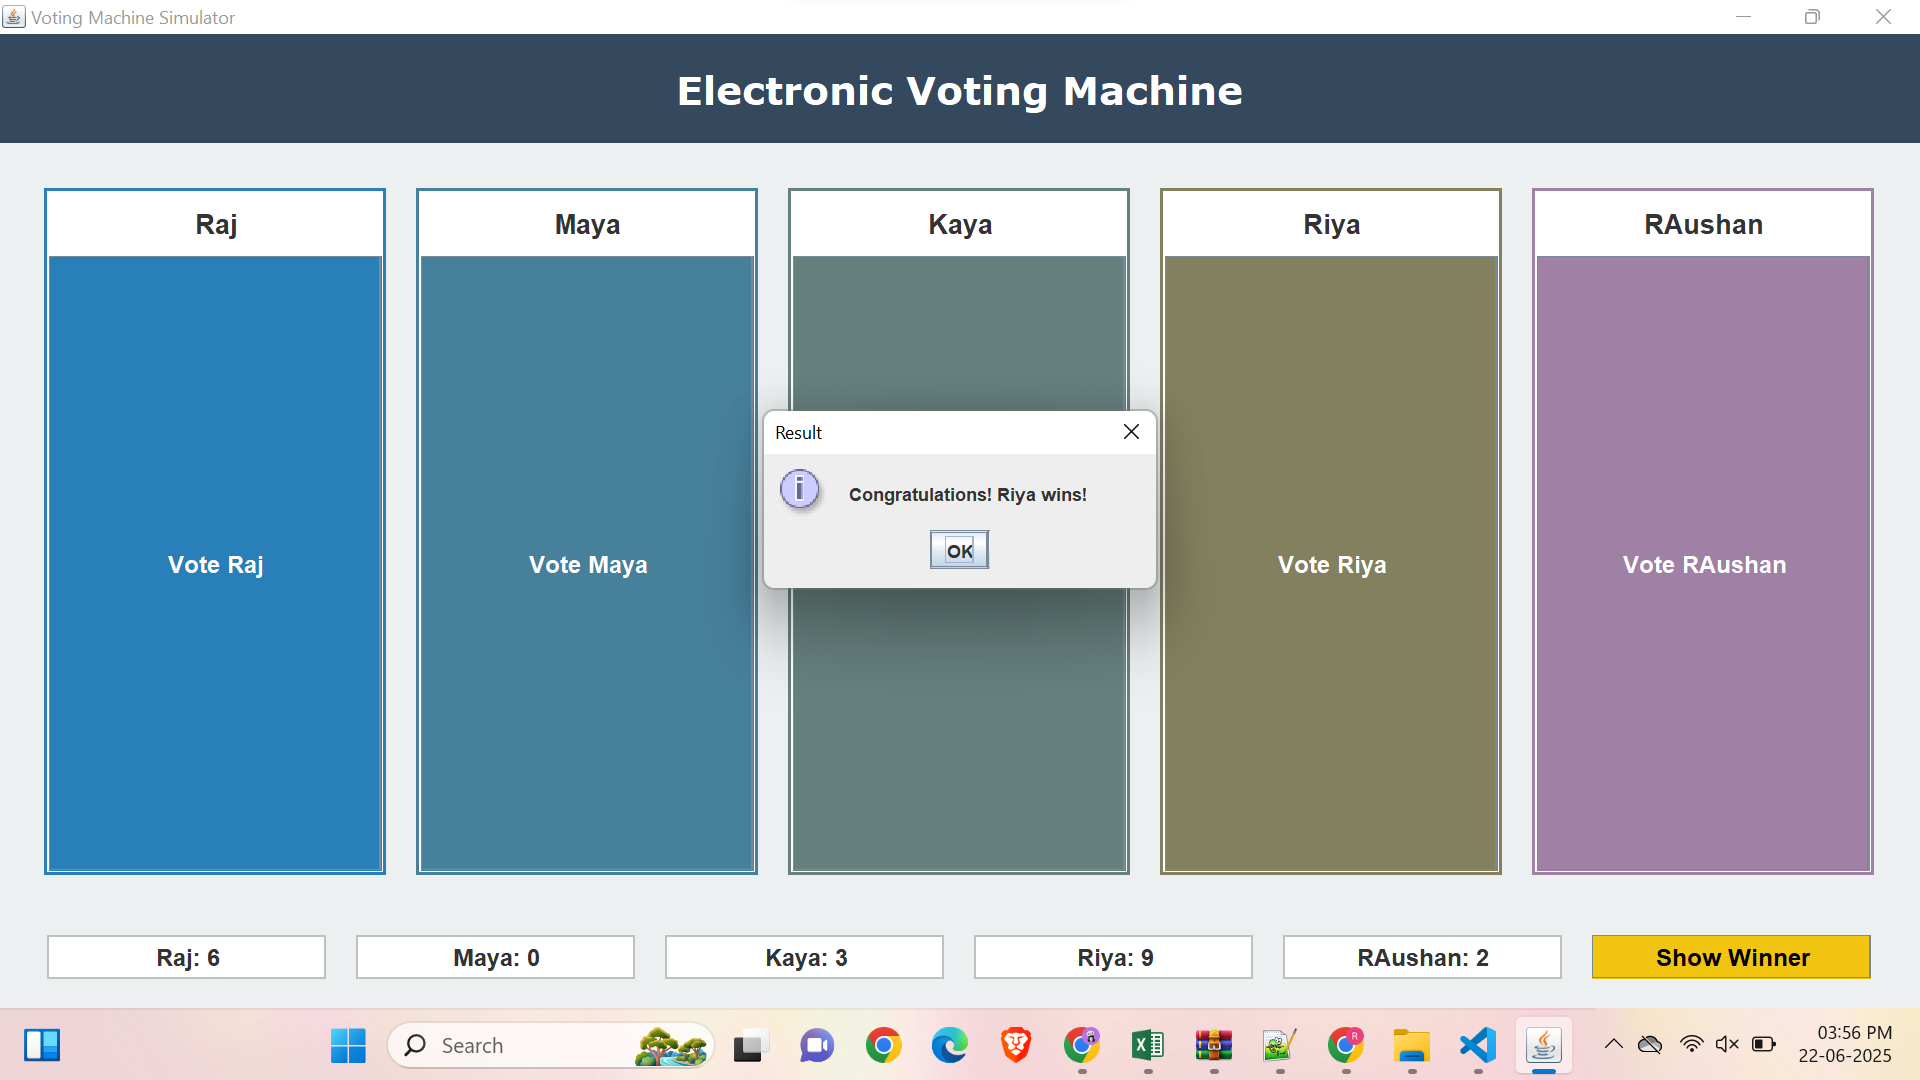 Voting Machine Simulator
Electronic Voting Machine
Raj
Maya
Kaya
Riya
RAushan
Result
Congratulations! Riya wins!
OK
Vote Raj
Vote Maya
Vote Riya
Vote RAushan
Raj: 6
Maya: 0
Kaya: 3
Riya: 9
RAushan: 2
Show Winner
Search
03:56 PM
22-06-2025